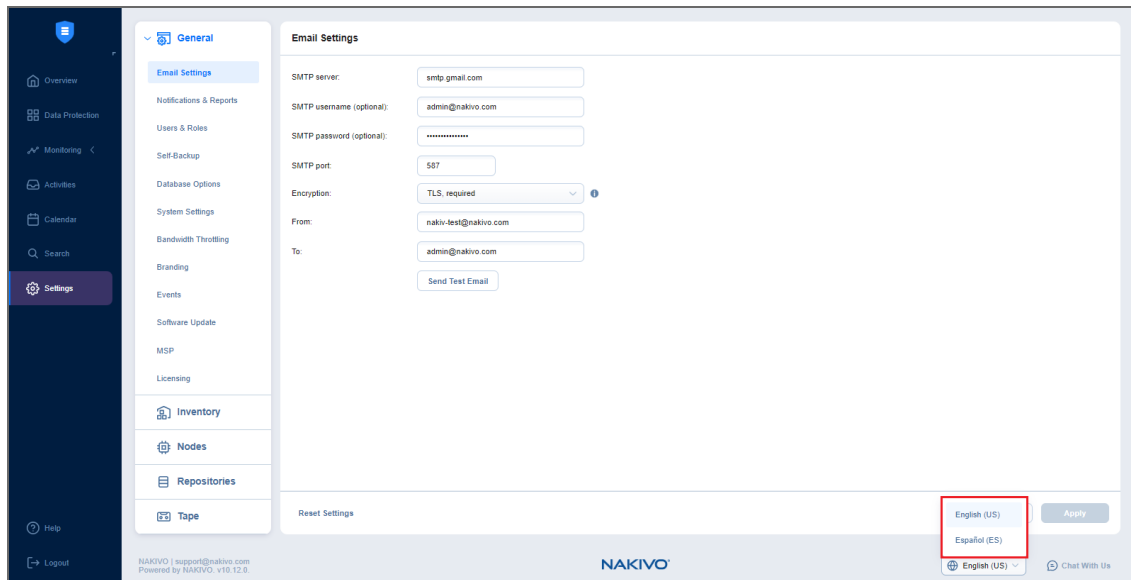 Overview
Data Protection
Monitoring
Activities
Calendar
Search
Settings
Help
Logout
General
Email Settings
Notifications & Reports
Users & Roles
Self-Backup
Database Options
System Settings
Bandwidth Throttling
Branding
Events
Software Update
MSP
Licensing
Inventory
Nodes
Repositories
Tape
Email Settings
SMTP server: smtp.gmail.com
SMTP username (optional): admin@nakivo.com
SMTP password (optional): •••••••••••••••
SMTP port: 587
Encryption: TLS, required
From: nakiv-test@nakivo.com
To: admin@nakivo.com
Send Test Email
Reset Settings
English (US)
Español (ES)
Apply
NAKIVO | support@nakivo.com
Powered by NAKIVO. v10.12.0.
NAKIVO®
English (US)
Chat With Us